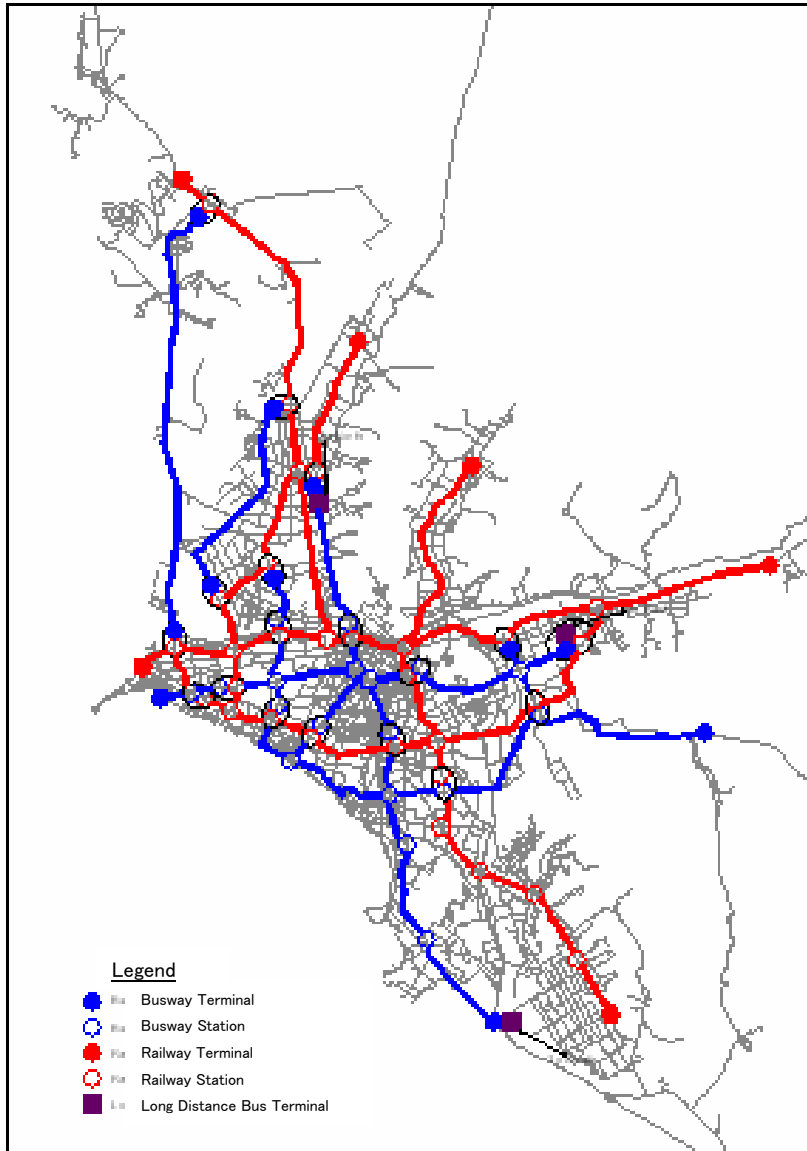 Legend
Busway Terminal
Busway Station
Railway Terminal
Railway Station
Long Distance Bus Terminal